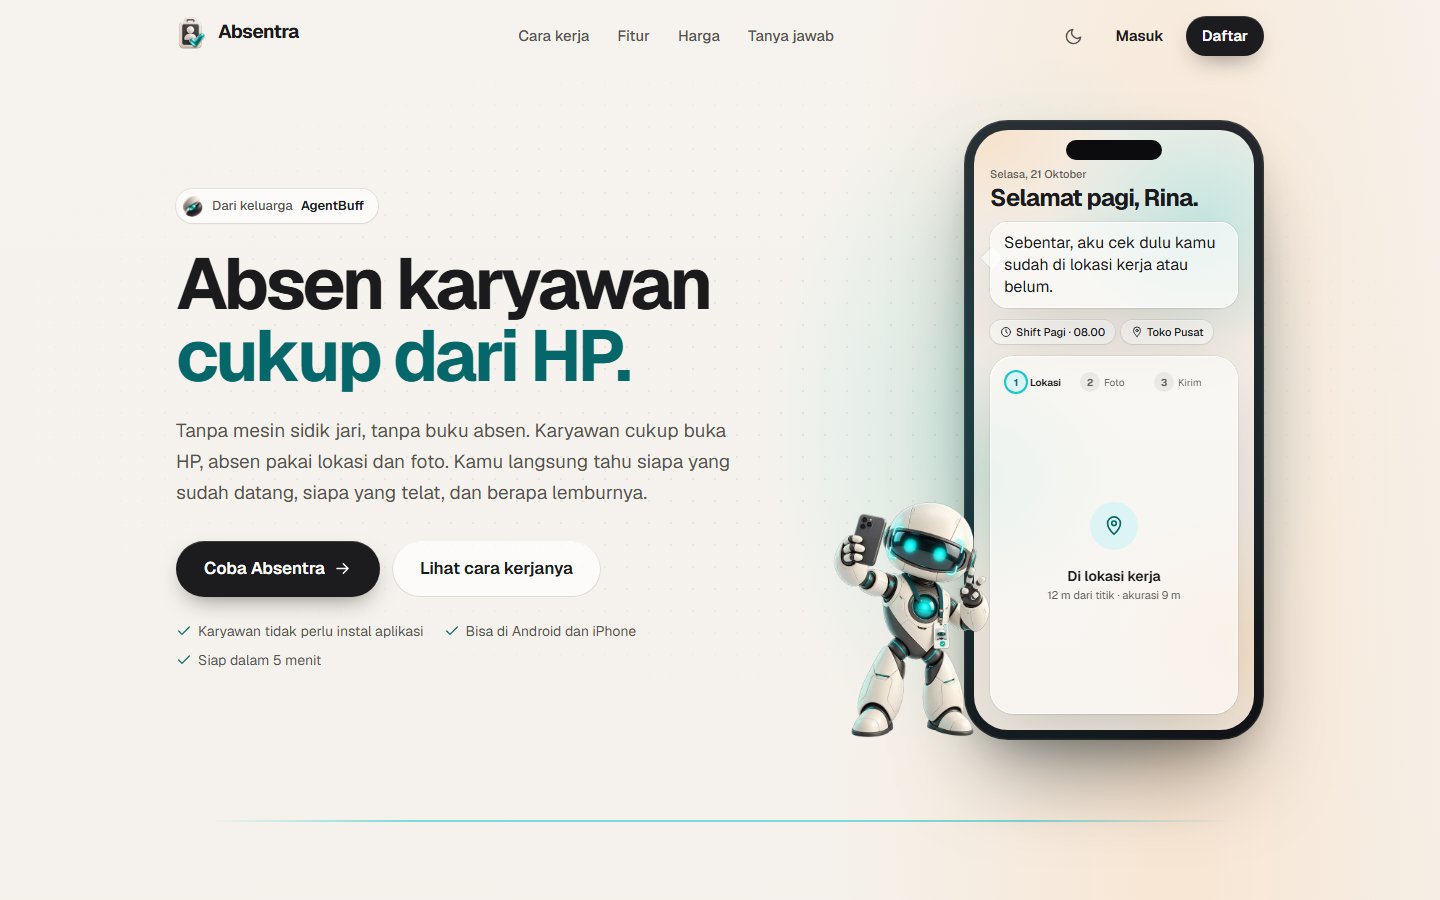 Absentra
Cara kerja
Fitur
Harga
Tanya jawab
Masuk
Daftar
Dari keluarga AgentBuff
Absen karyawan
cukup dari HP.
Tanpa mesin sidik jari, tanpa buku absen. Karyawan cukup buka
HP, absen pakai lokasi dan foto. Kamu langsung tahu siapa yang
sudah datang, siapa yang telat, dan berapa lemburnya.
Coba Absentra
Lihat cara kerjanya
Karyawan tidak perlu instal aplikasi
Bisa di Android dan iPhone
Siap dalam 5 menit
Selasa, 21 Oktober
Selamat pagi, Rina.
Sebentar, aku cek dulu kamu
sudah di lokasi kerja atau
belum.
Shift Pagi · 08.00
Toko Pusat
1 Lokasi
2 Foto
3 Kirim
Di lokasi kerja
12 m dari titik · akurasi 9 m